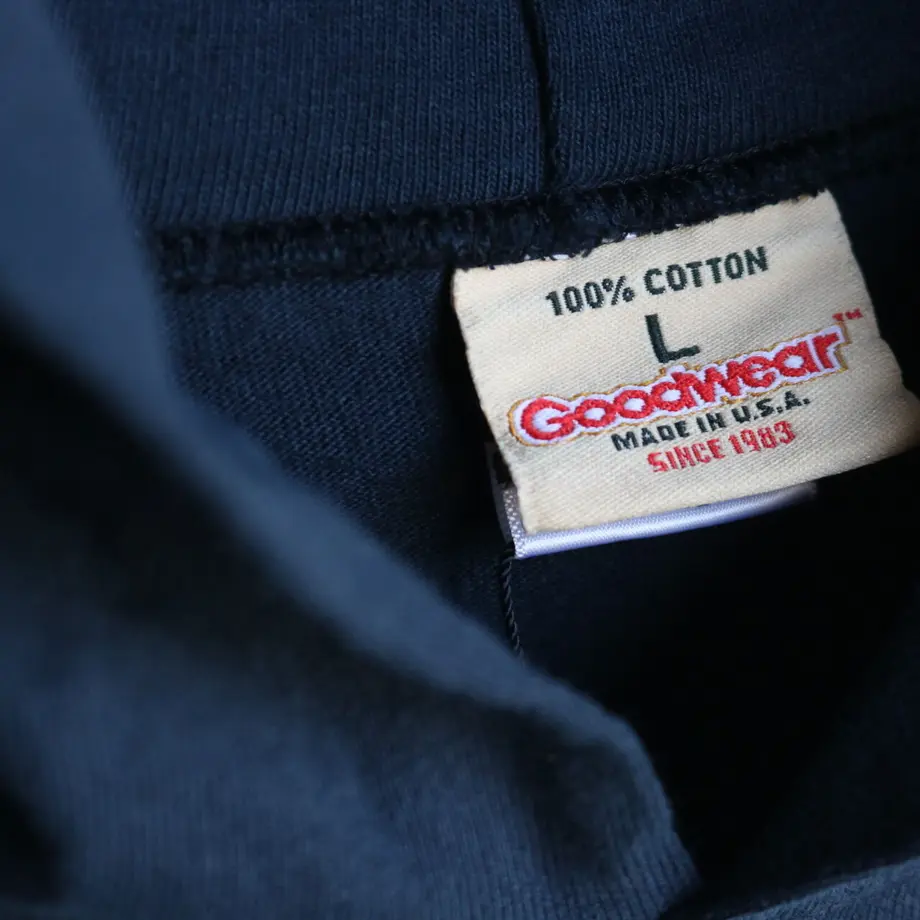 100% COTTON
L
Goodwear™
MADE IN U.S.A.
SINCE 1983